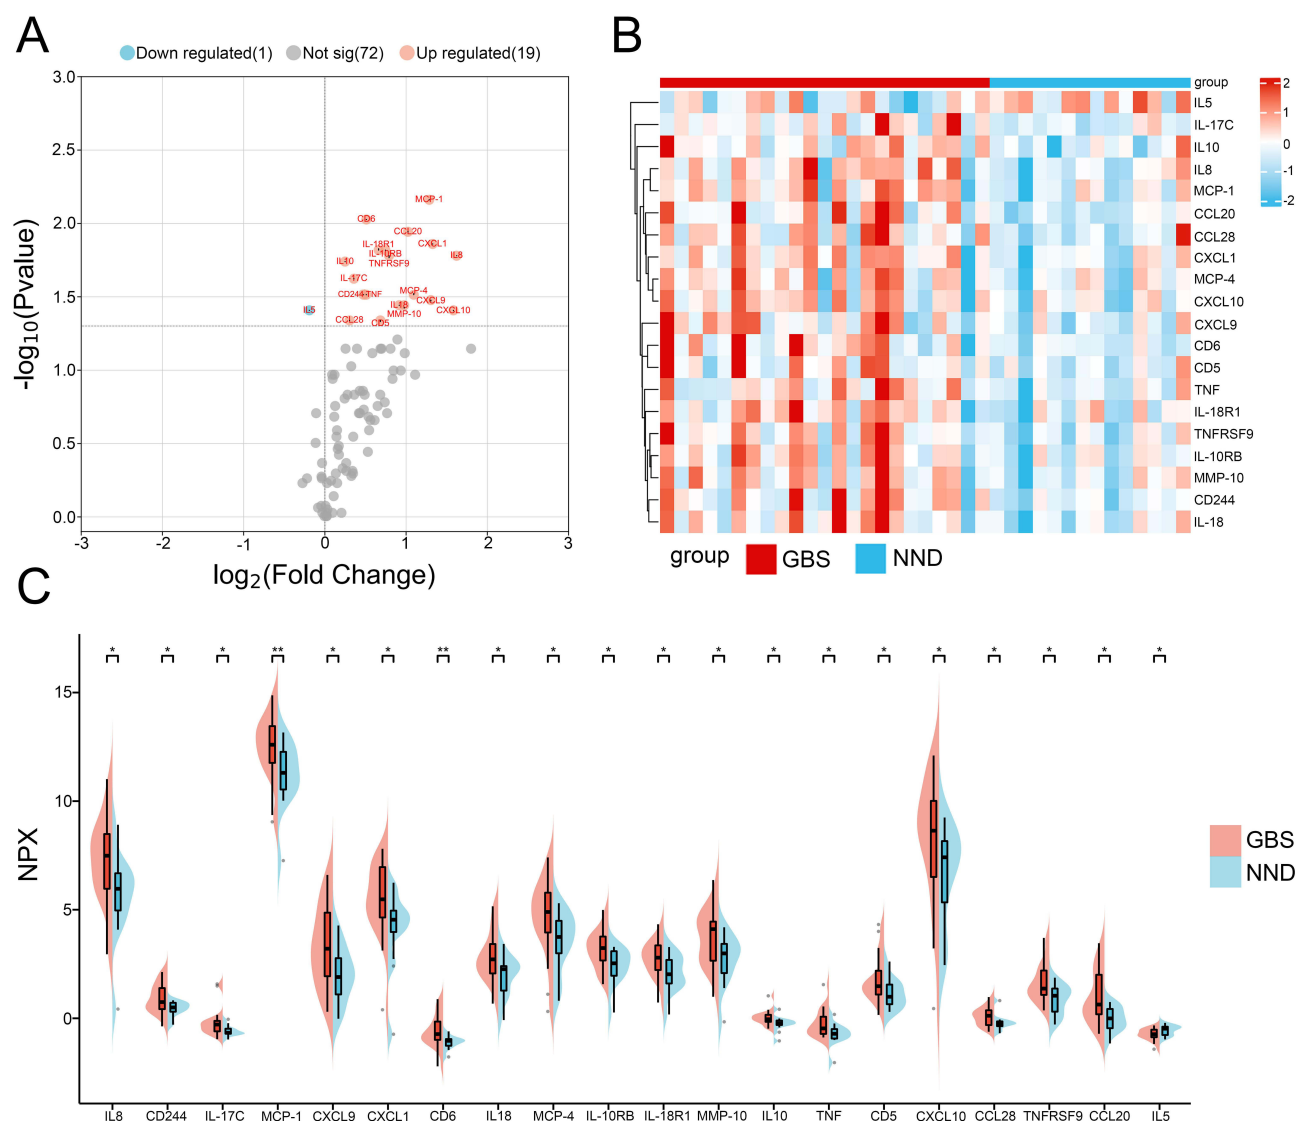 A
Down regulated(1) Not sig(72) Up regulated(19)
3.0
2.5
2.0
1.5
1.0
0.5
0.0
-3 -2 -1 0 1 2 3
-log10(Pvalue)
log2(Fold Change)
MCP-1
CD6
CCL20
IL-18R1
CXCL1
IL-10RB
IL8
IL10
TNFRSF9
IL-17C
CD244 TNF
MCP-4
CXCL9
IL18
IL5
MMP-10
CXCL10
CCL28
CD5
B
group
IL5
IL-17C
IL10
IL8
MCP-1
CCL20
CCL28
CXCL1
MCP-4
CXCL10
CXCL9
CD6
CD5
TNF
IL-18R1
TNFRSF9
IL-10RB
MMP-10
CD244
IL-18
2
1
0
-1
-2
group GBS NND
C
* * * ** * * ** * * * * * * * * * * * * *
NPX
15
10
5
0
IL8 CD244 IL-17C MCP-1 CXCL9 CXCL1 CD6 IL18 MCP-4 IL-10RB IL-18R1 MMP-10 IL10 TNF CD5 CXCL10 CCL28 TNFRSF9 CCL20 IL5
GBS
NND